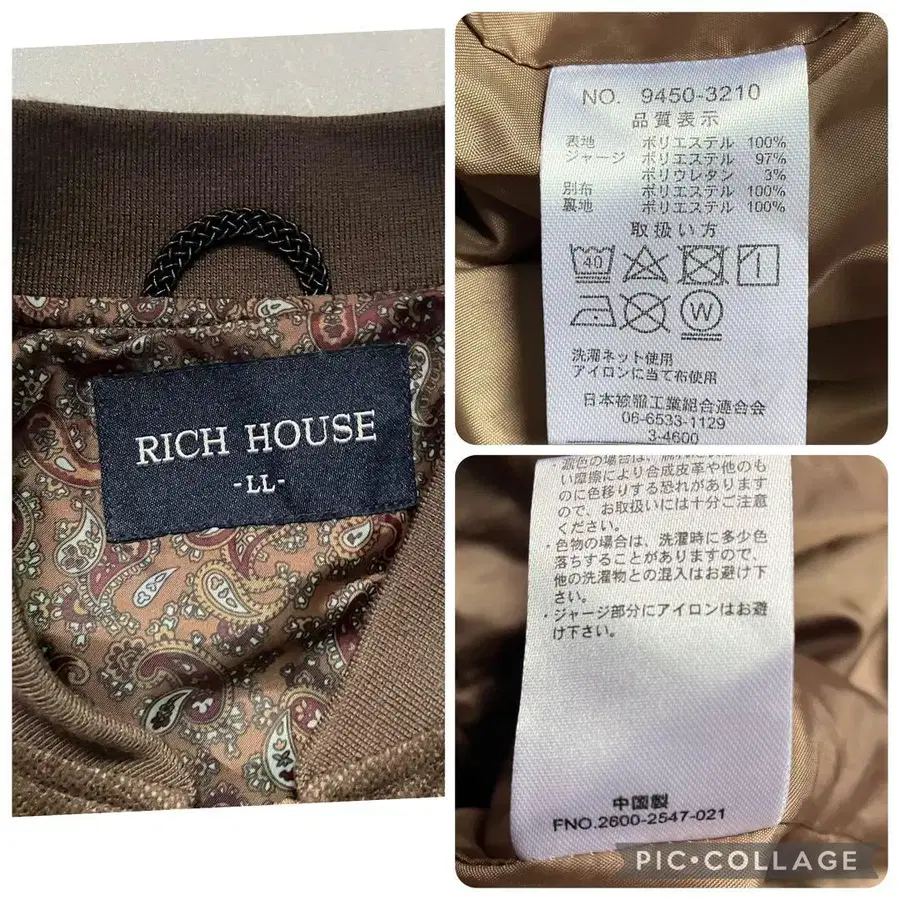 RICH HOUSE
-LL-
NO. 9450-3210
品質表示
表地 ポリエステル 100%
ジャージ ポリエステル 97%
ポリウレタン 3%
別布 ポリエステル 100%
裏地 ポリエステル 100%
取扱い方
40
W
洗濯ネット使用
アイロンに当て布使用
日本被服工業組合連合会
06-6533-1129
3-4600
い摩擦により合成皮革や他のも
のに色移りする恐れがあります
ので、お取扱いには十分ご注意
ください。
・色物の場合は、洗濯時に多少色
落ちすることがありますので、
他の洗濯物との混入はお避け下
さい。
・ジャージ部分にアイロンはお避
け下さい。
中国製
FNO.2600-2547-021
PIC•COLLAGE